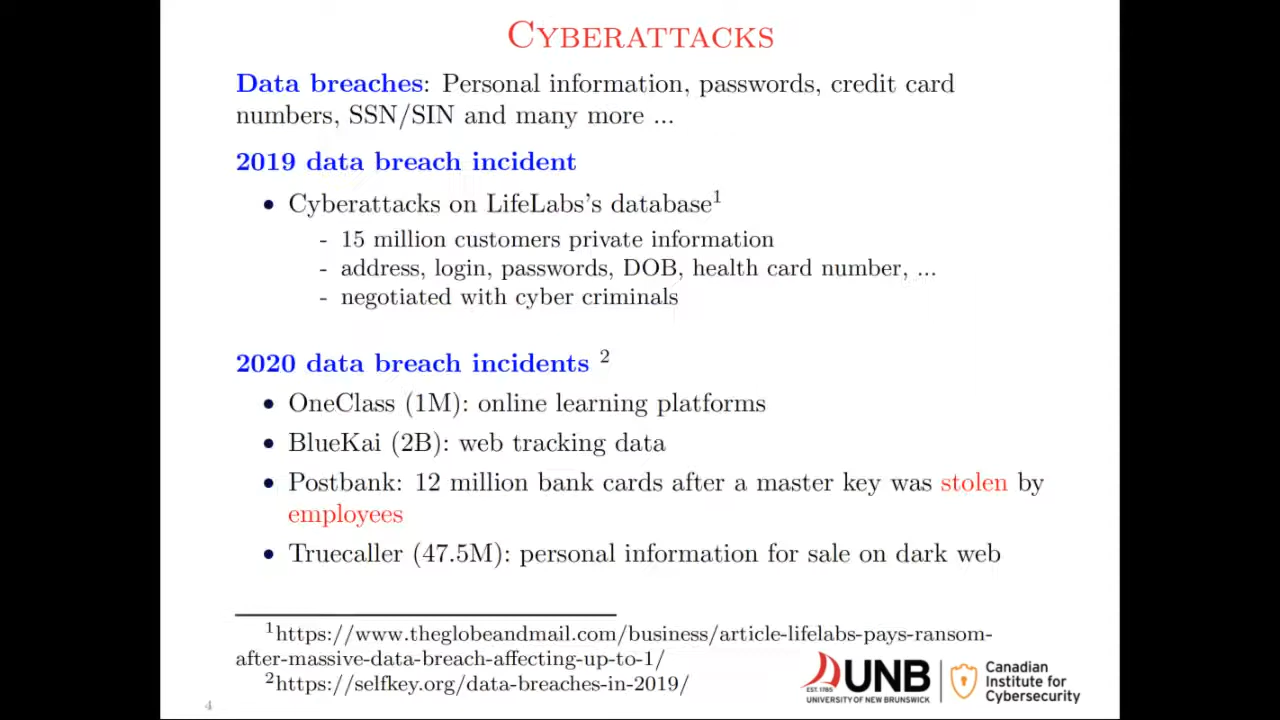 CYBERATTACKS
Data breaches: Personal information, passwords, credit card
numbers, SSN/SIN and many more ...
2019 data breach incident
• Cyberattacks on LifeLabs's database1
- 15 million customers private information
- address, login, passwords, DOB, health card number, ...
- negotiated with cyber criminals
2020 data breach incidents 2
• OneClass (1M): online learning platforms
• BlueKai (2B): web tracking data
• Postbank: 12 million bank cards after a master key was stolen by
employees
• Truecaller (47.5M): personal information for sale on dark web
1https://www.theglobeandmail.com/business/article-lifelabs-pays-ransom-
after-massive-data-breach-affecting-up-to-1/
2https://selfkey.org/data-breaches-in-2019/
4
EST. 1785
UNB
UNIVERSITY OF NEW BRUNSWICK
Canadian
Institute for
Cybersecurity